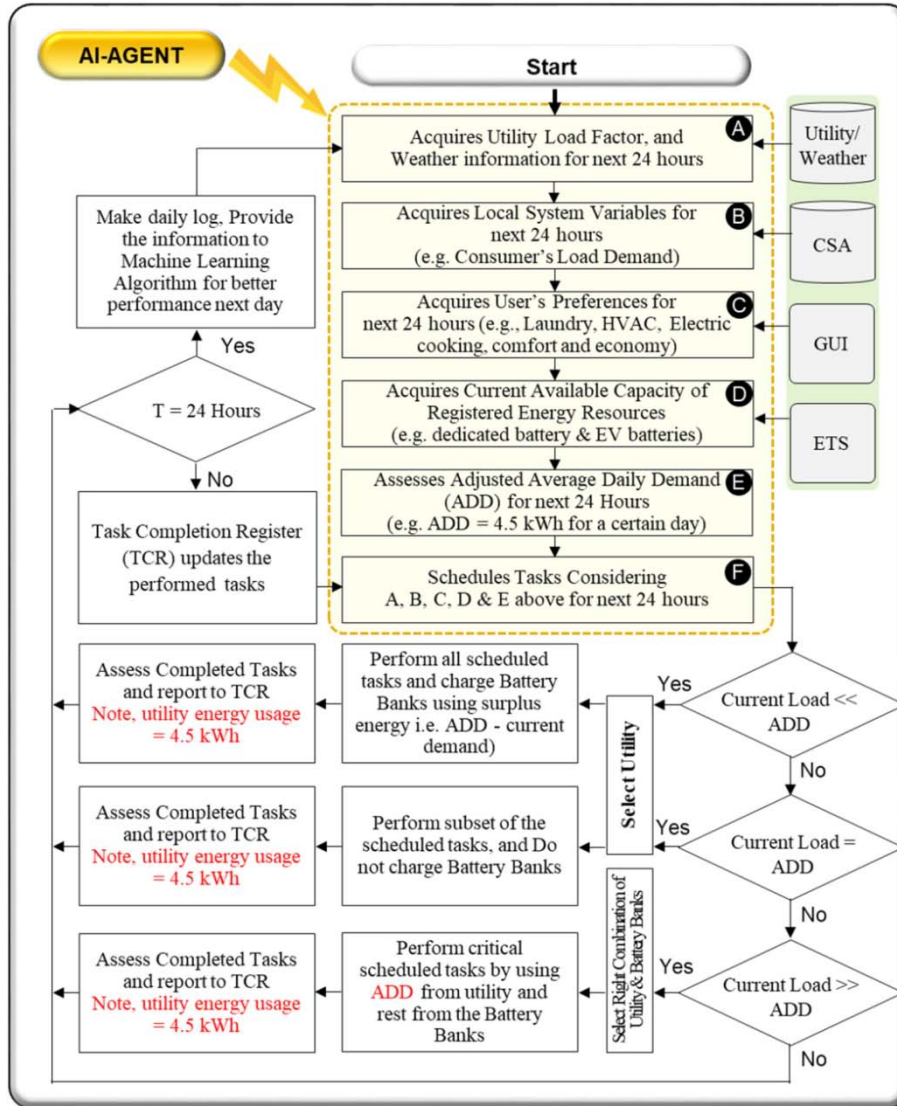 AI-AGENT
Start
A
Acquires Utility Load Factor, and
Weather information for next 24 hours
Utility/
Weather
B
Acquires Local System Variables for
next 24 hours
(e.g. Consumer's Load Demand)
CSA
Make daily log, Provide
the information to
Machine Learning
Algorithm for better
performance next day
C
Acquires User's Preferences for
next 24 hours (e.g., Laundry, HVAC, Electric
cooking, comfort and economy)
GUI
Yes
T = 24 Hours
No
D
Acquires Current Available Capacity of
Registered Energy Resources
(e.g. dedicated battery & EV batteries)
ETS
E
Assesses Adjusted Average Daily Demand
(ADD) for next 24 Hours
(e.g. ADD = 4.5 kWh for a certain day)
Task Completion Register
(TCR) updates the
performed tasks
F
Schedules Tasks Considering
A, B, C, D & E above for next 24 hours
Assess Completed Tasks
and report to TCR
Note, utility energy usage
= 4.5 kWh
Perform all scheduled
tasks and charge Battery
Banks using surplus
energy i.e. ADD - current
demand)
Select Utility
Yes
Current Load <<
ADD
No
Assess Completed Tasks
and report to TCR
Note, utility energy usage
= 4.5 kWh
Perform subset of the
scheduled tasks, and Do
not charge Battery Banks
Yes
Current Load =
ADD
No
Assess Completed Tasks
and report to TCR
Note, utility energy usage
= 4.5 kWh
Perform critical
scheduled tasks by using
ADD from utility and
rest from the Battery
Banks
Select Right Combination of
Utility & Battery Banks
Yes
Current Load >>
ADD
No